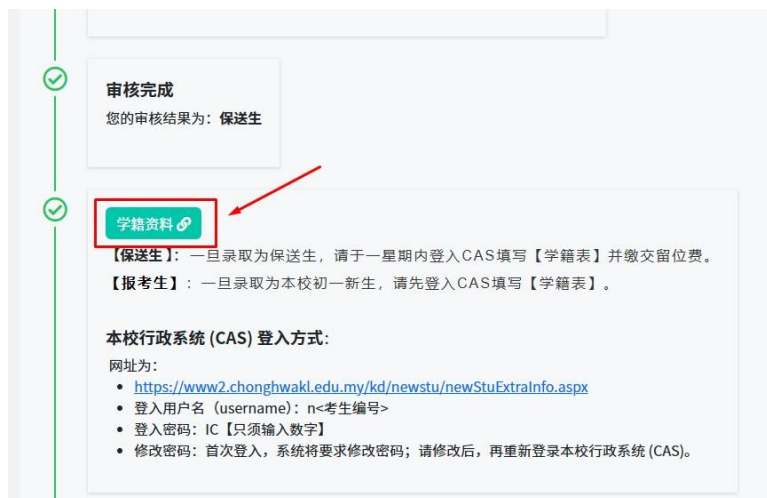 审核完成
您的审核结果为：保送生
学籍资料
【保送生】：一旦录取为保送生，请于一星期内登入CAS填写【学籍表】并缴交留位费。
【报考生】：一旦录取为本校初一新生，请先登入CAS填写【学籍表】。
本校行政系统 (CAS) 登入方式:
网址为：
https://www2.chonghwakl.edu.my/kd/newstu/newStuExtraInfo.aspx
登入用户名（username）：n<考生编号>
登入密码：IC【只须输入数字】
修改密码：首次登入，系统将要求修改密码；请修改后，再重新登录本校行政系统 (CAS)。